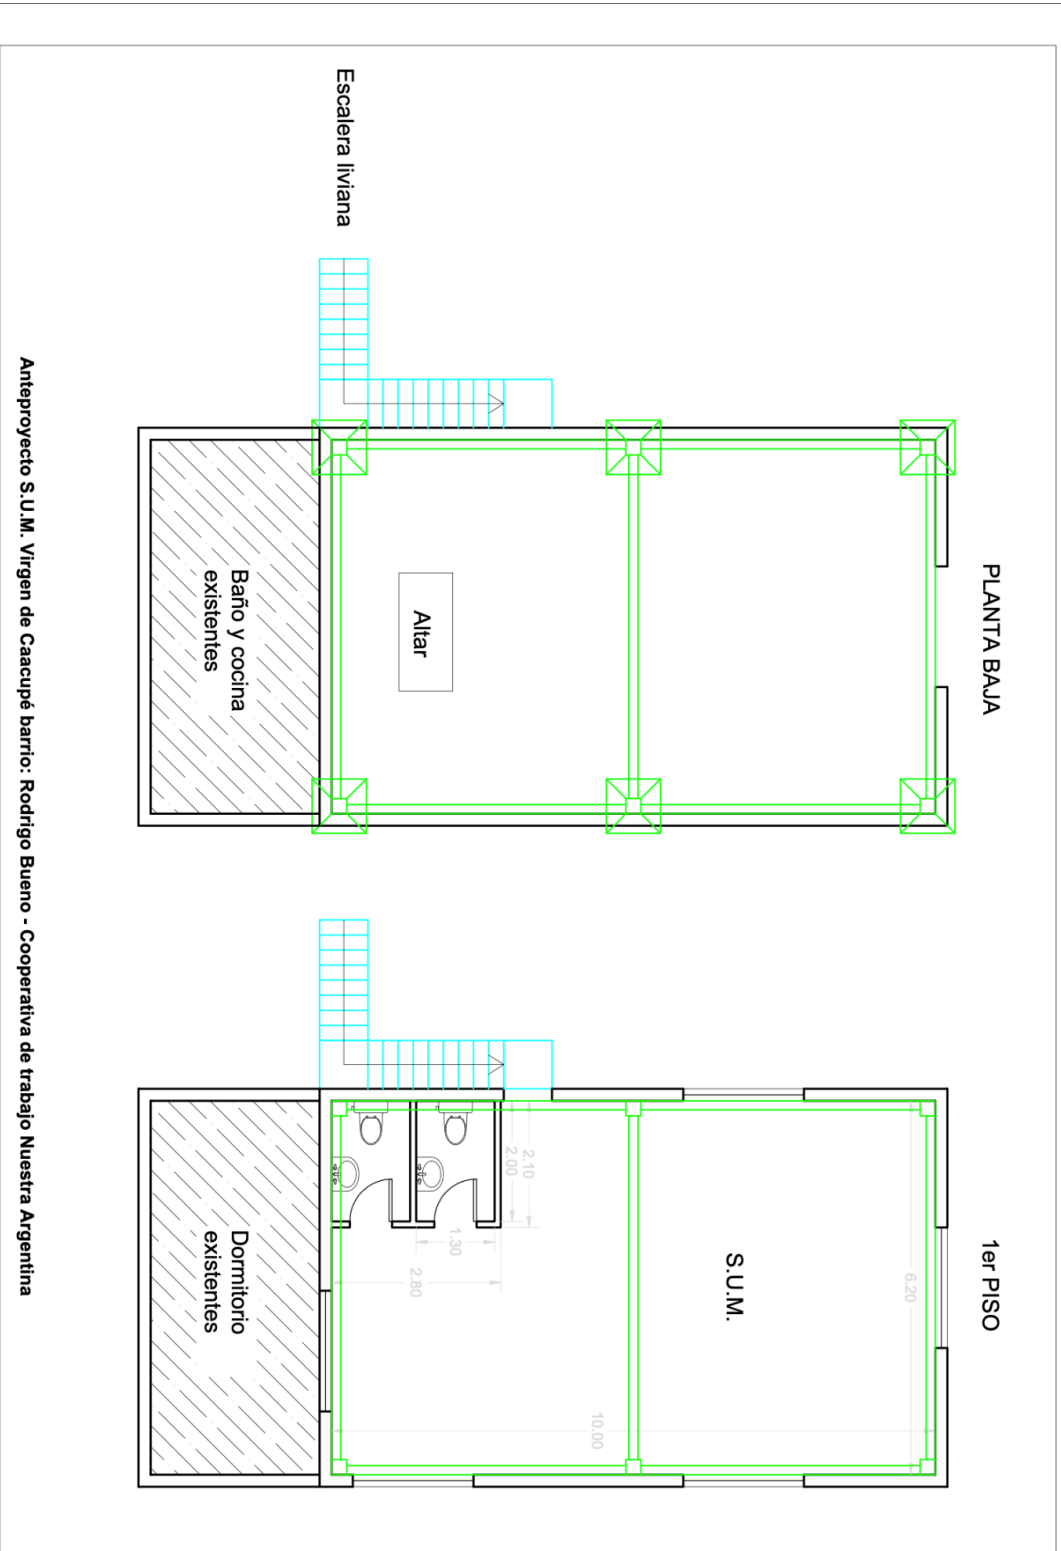 PLANTA BAJA
1er PISO
6.20
S.U.M.
10.00
2.10
2.00
1.30
2.80
Altar
Escalera liviana
Baño y cocina
existentes
Dormitorio
existentes
Anteproyecto S.U.M. Virgen de Caacupé barrio: Rodrigo Bueno - Cooperativa de trabajo Nuestra Argentina